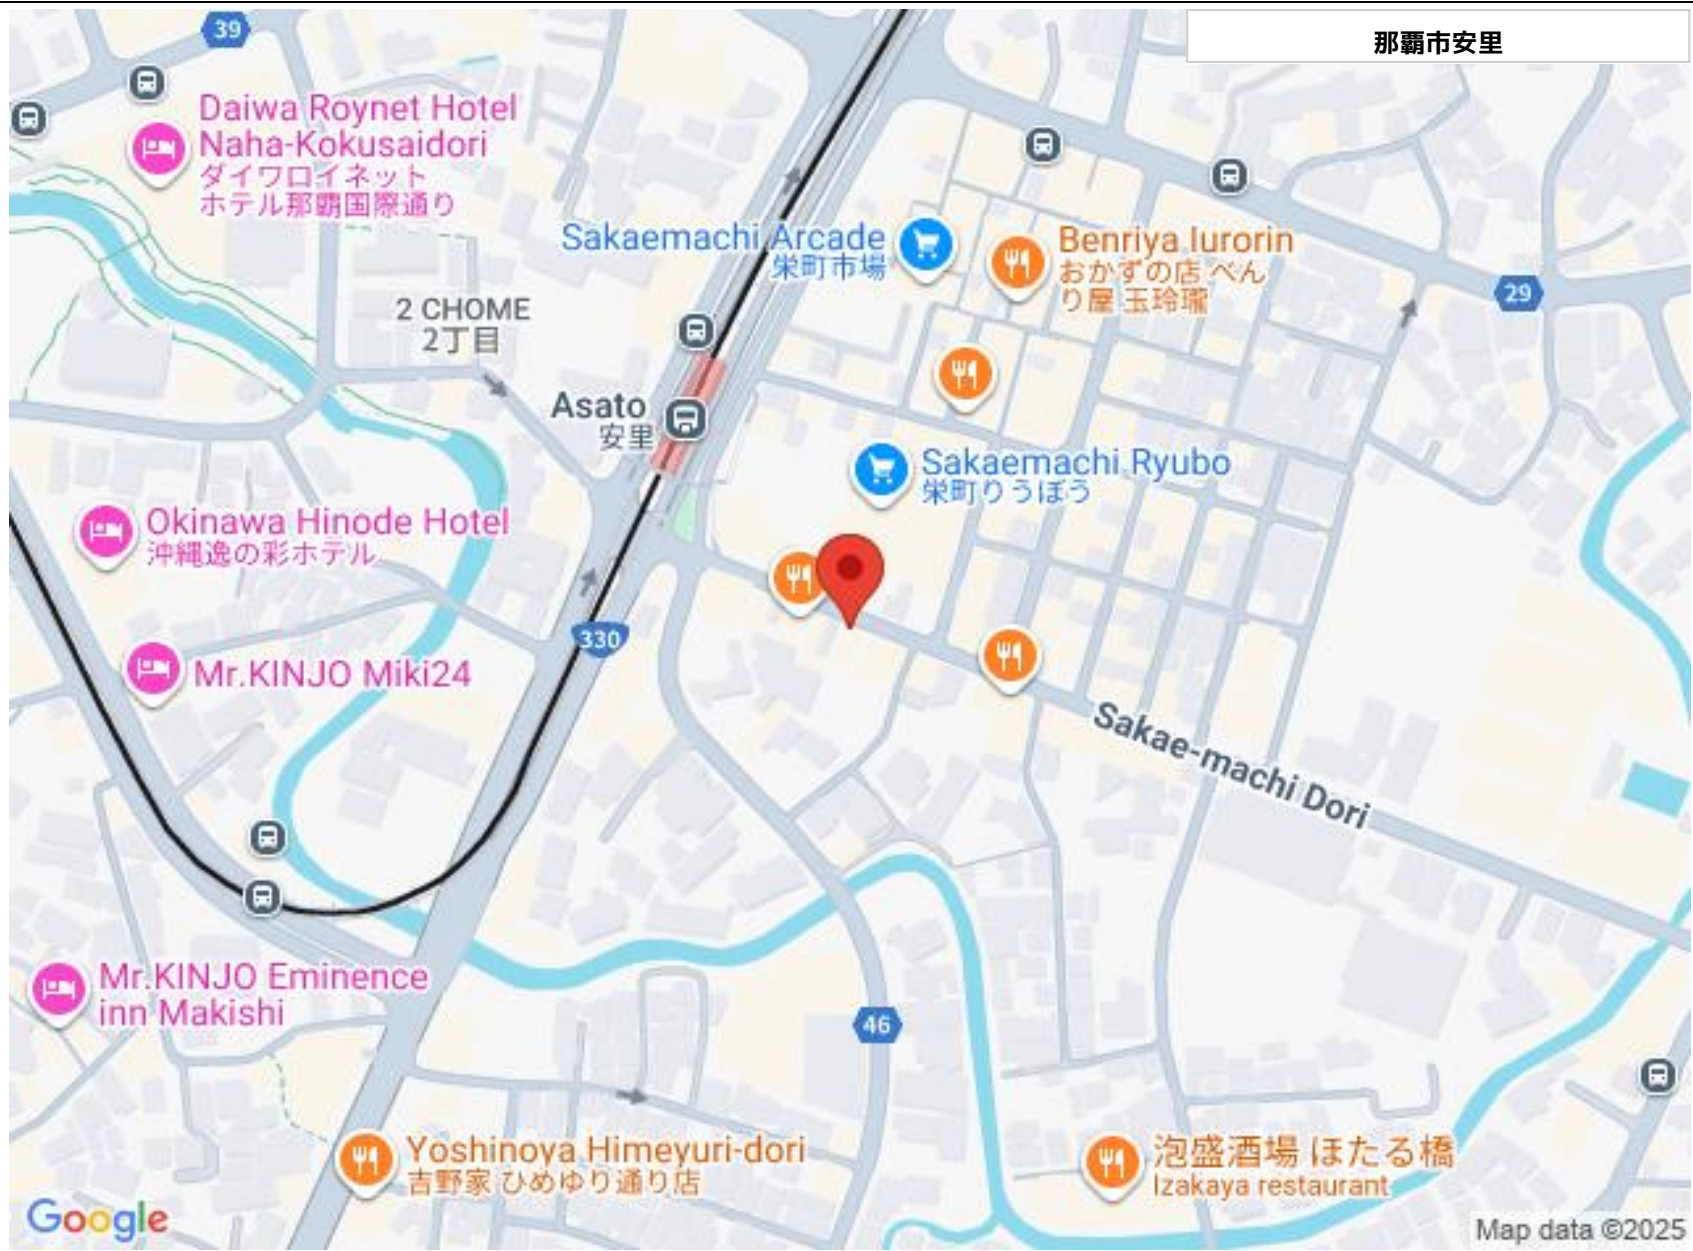 39
那覇市安里
Daiwa Roynet Hotel
Naha-Kokusaidori
ダイワロイネット
ホテル那覇国際通り
Sakaemachi Arcade
栄町市場
Benriya Iurorin
おかずの店 べん
り屋 玉玲瓏
29
2 CHOME
2丁目
Asato
安里
Sakaemachi Ryubo
栄町りうぼう
Okinawa Hinode Hotel
沖縄逸の彩ホテル
330
Mr.KINJO Miki24
Sakae-machi Dori
Mr.KINJO Eminence
inn Makishi
46
Yoshinoya Himeyuri-dori
吉野家 ひめゆり通り店
泡盛酒場 ほたる橋
Izakaya restaurant
Google
Map data ©2025